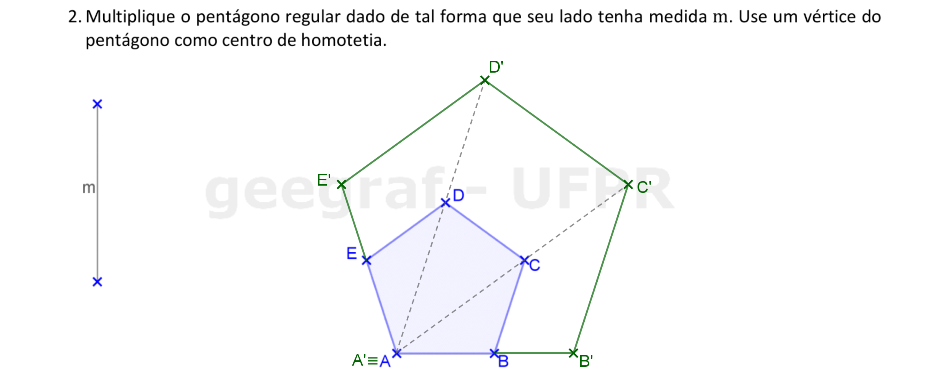 2. Multiplique o pentágono regular dado de tal forma que seu lado tenha medida m. Use um vértice do
pentágono como centro de homotetia.
D'
m
geegraf - UFPR
E'
C'
D
E
C
A'≡A
B
B'